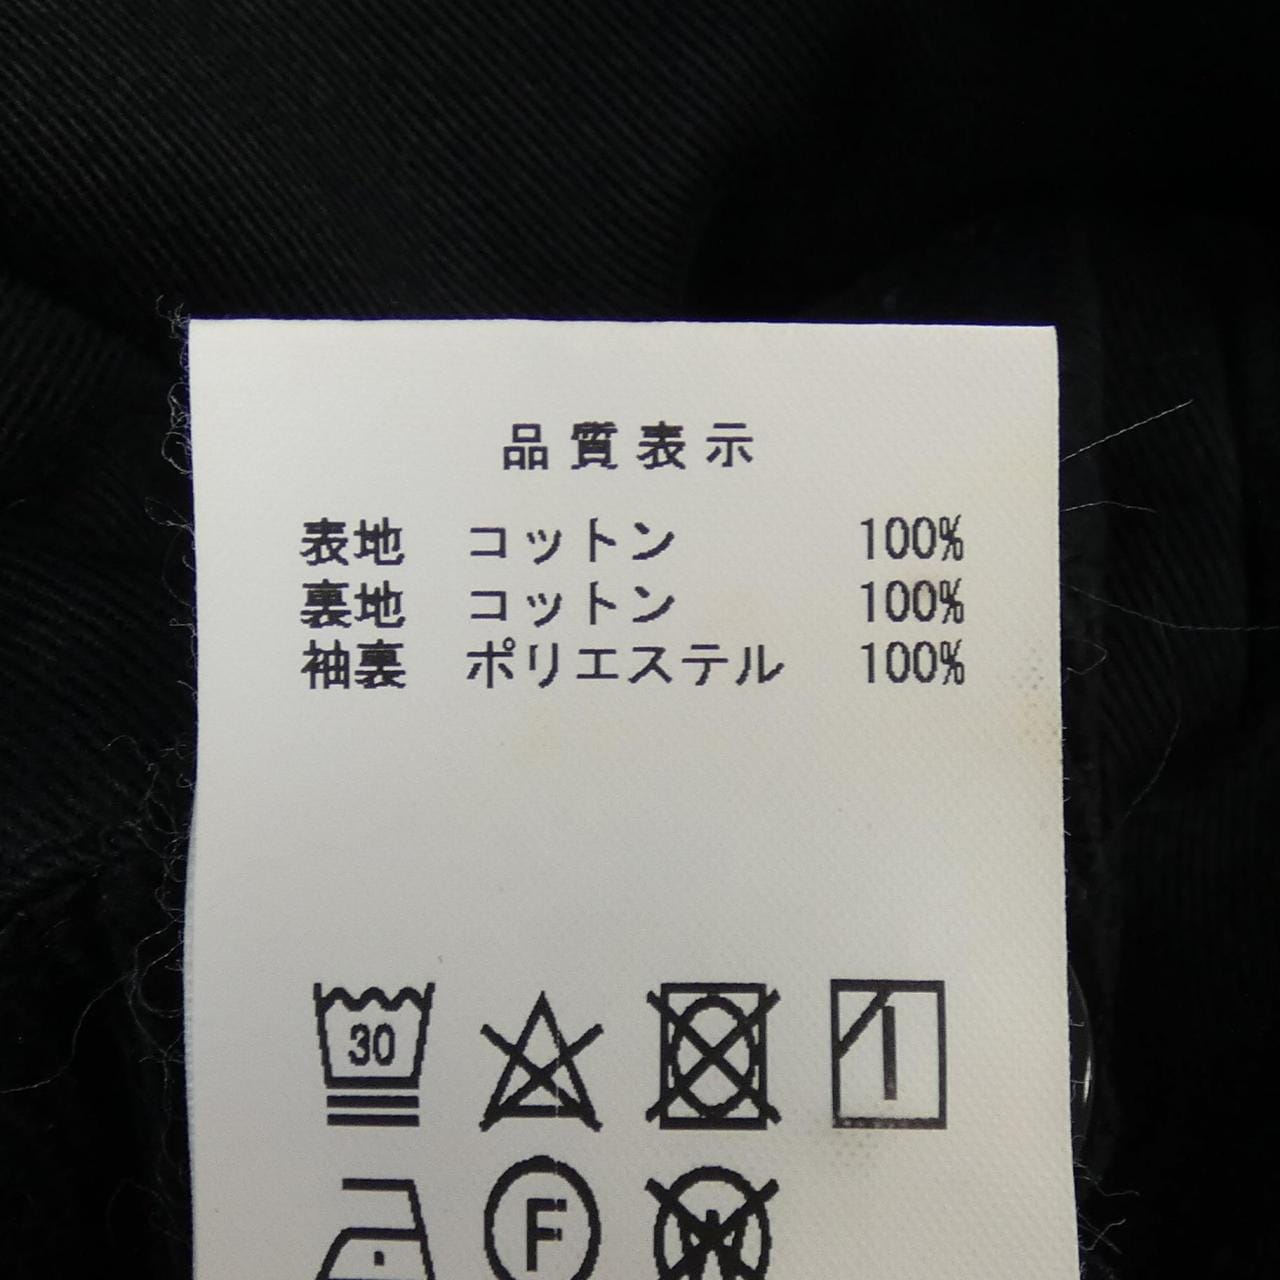 品質表示
表地 コットン 100%
裏地 コットン 100%
袖裏 ポリエステル 100%
30
F
W